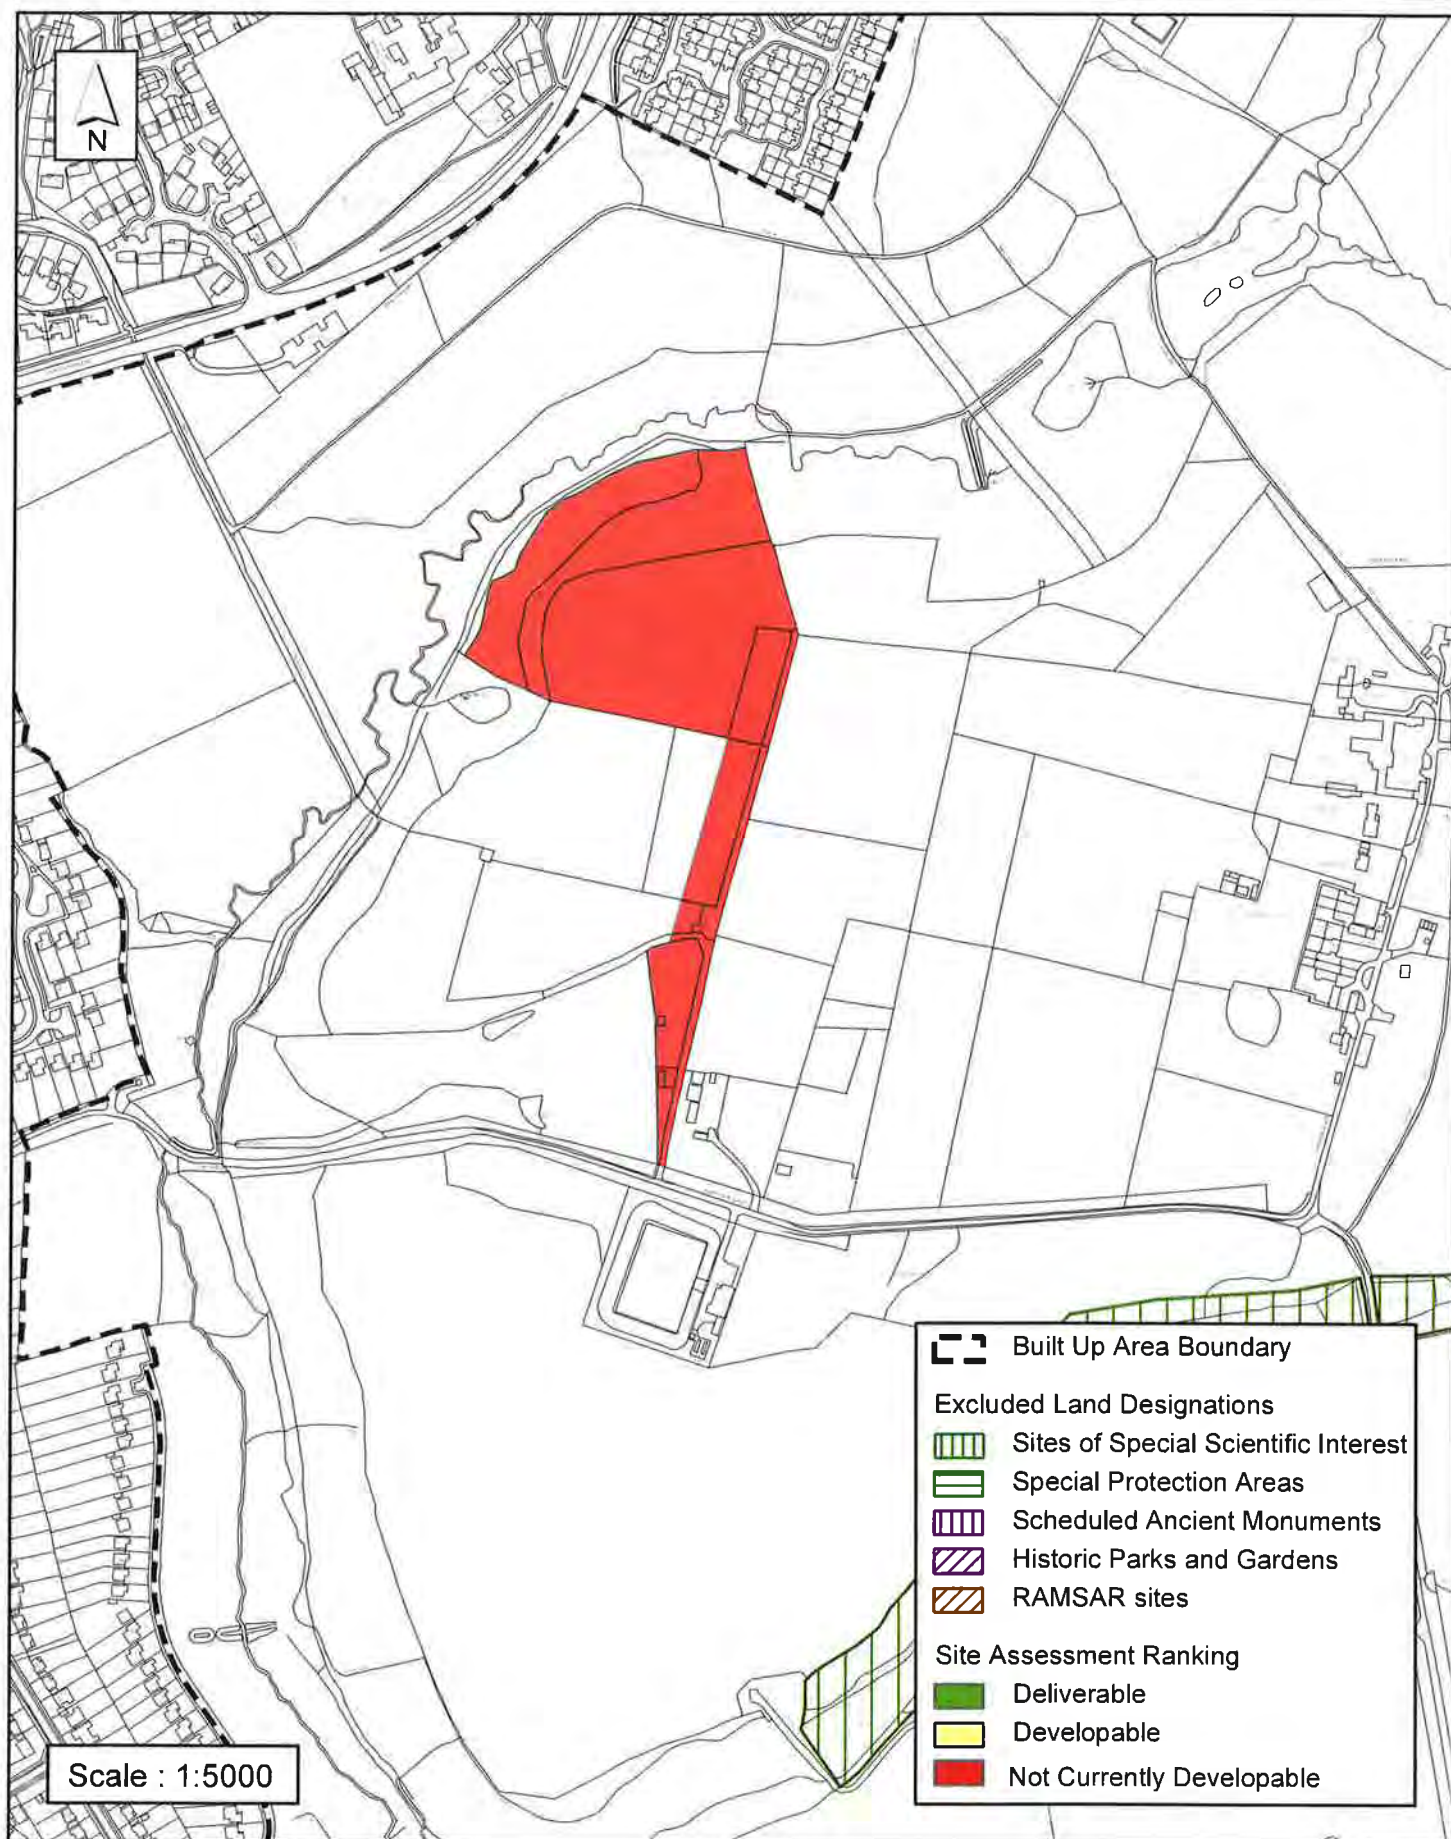 N
Built Up Area Boundary
Excluded Land Designations
Sites of Special Scientific Interest
Special Protection Areas
Scheduled Ancient Monuments
Historic Parks and Gardens
RAMSAR sites
Site Assessment Ranking
Deliverable
Developable
Not Currently Developable
Scale : 1:5000